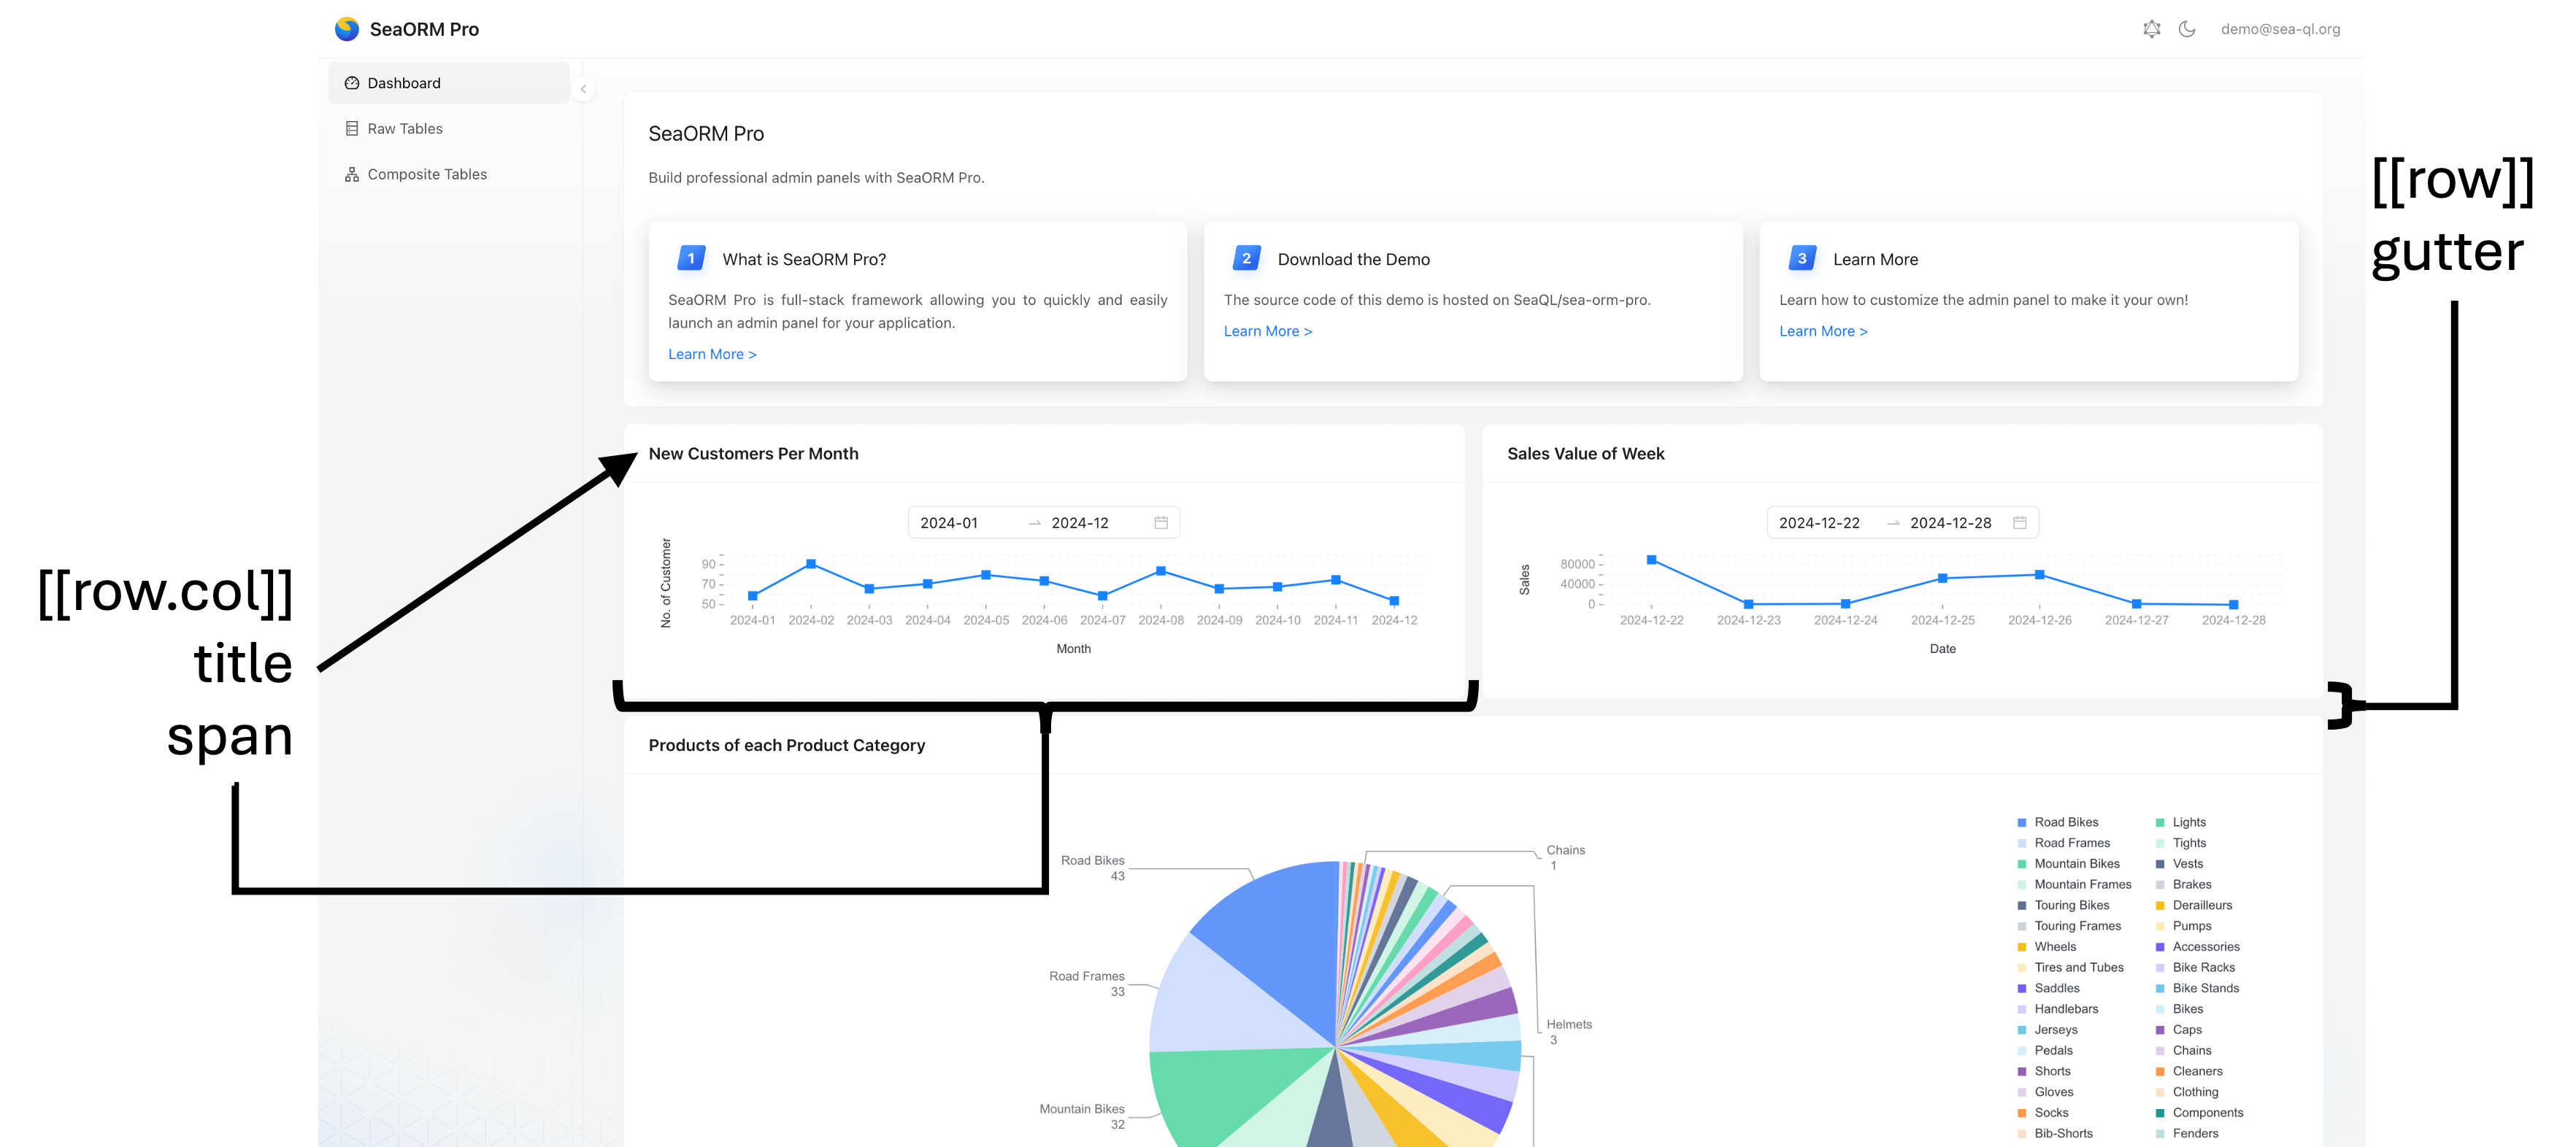 SeaORM Pro
demo@sea-ql.org
Dashboard
Raw Tables
Composite Tables
SeaORM Pro
Build professional admin panels with SeaORM Pro.
1 What is SeaORM Pro?
SeaORM Pro is full-stack framework allowing you to quickly and easily
launch an admin panel for your application.
Learn More >
2 Download the Demo
The source code of this demo is hosted on SeaQL/sea-orm-pro.
Learn More >
3 Learn More
Learn how to customize the admin panel to make it your own!
Learn More >
[[row]]
gutter
[[row.col]]
title
span
New Customers Per Month
2024-01 2024-12
No. of Customer
90
70
50
2024-01 2024-02 2024-03 2024-04 2024-05 2024-06 2024-07 2024-08 2024-09 2024-10 2024-11 2024-12
Month
Sales Value of Week
2024-12-22 2024-12-28
Sales
80000
40000
0
2024-12-22 2024-12-23 2024-12-24 2024-12-25 2024-12-26 2024-12-27 2024-12-28
Date
Products of each Product Category
Road Bikes
43
Road Frames
33
Mountain Bikes
32
Chains
1
Helmets
3
Road Bikes
Road Frames
Mountain Bikes
Mountain Frames
Touring Bikes
Touring Frames
Wheels
Tires and Tubes
Saddles
Handlebars
Jerseys
Pedals
Shorts
Gloves
Socks
Bib-Shorts
Lights
Tights
Vests
Brakes
Derailleurs
Pumps
Accessories
Bike Racks
Bike Stands
Bikes
Caps
Chains
Cleaners
Clothing
Components
Fenders